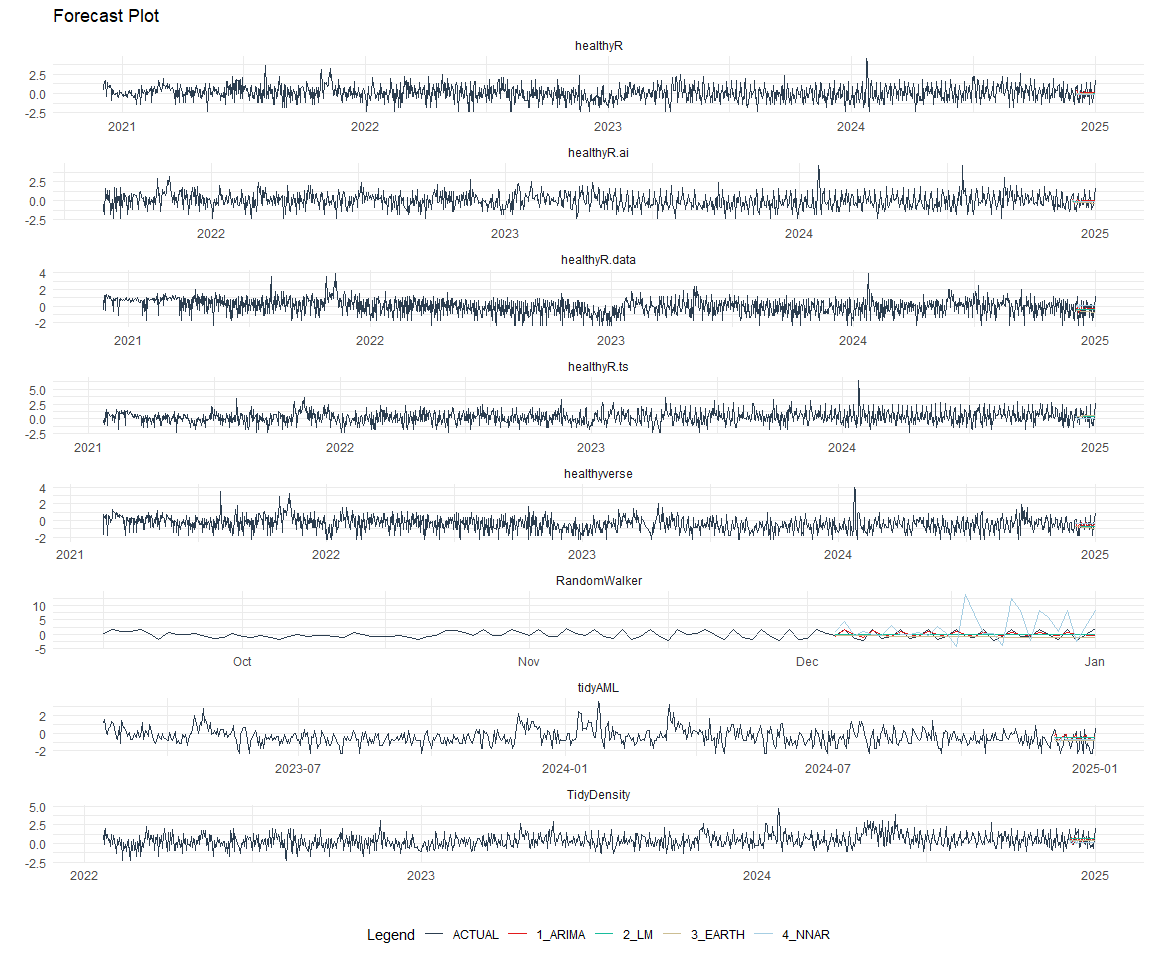 Forecast Plot
healthyR
2.5
0.0
-2.5
2021 2022 2023 2024 2025
healthyR.ai
2.5
0.0
-2.5
2022 2023 2024 2025
healthyR.data
4
2
0
-2
2021 2022 2023 2024 2025
healthyR.ts
5.0
2.5
0.0
-2.5
2021 2022 2023 2024 2025
healthyverse
4
2
0
-2
2021 2022 2023 2024 2025
RandomWalker
10
5
0
-5
Oct Nov Dec Jan
tidyAML
2
0
-2
2023-07 2024-01 2024-07 2025-01
TidyDensity
5.0
2.5
0.0
-2.5
2022 2023 2024 2025
Legend ACTUAL 1_ARIMA 2_LM 3_EARTH 4_NNAR